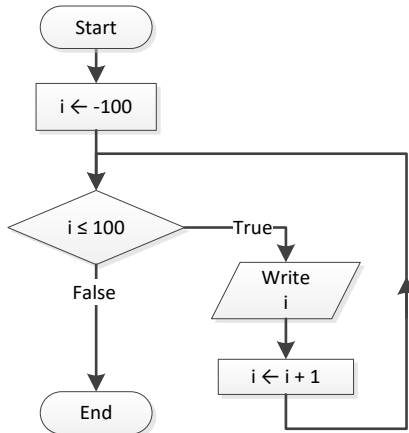 Start
i ← -100
i ≤ 100
True
False
Write
i
i ← i + 1
End